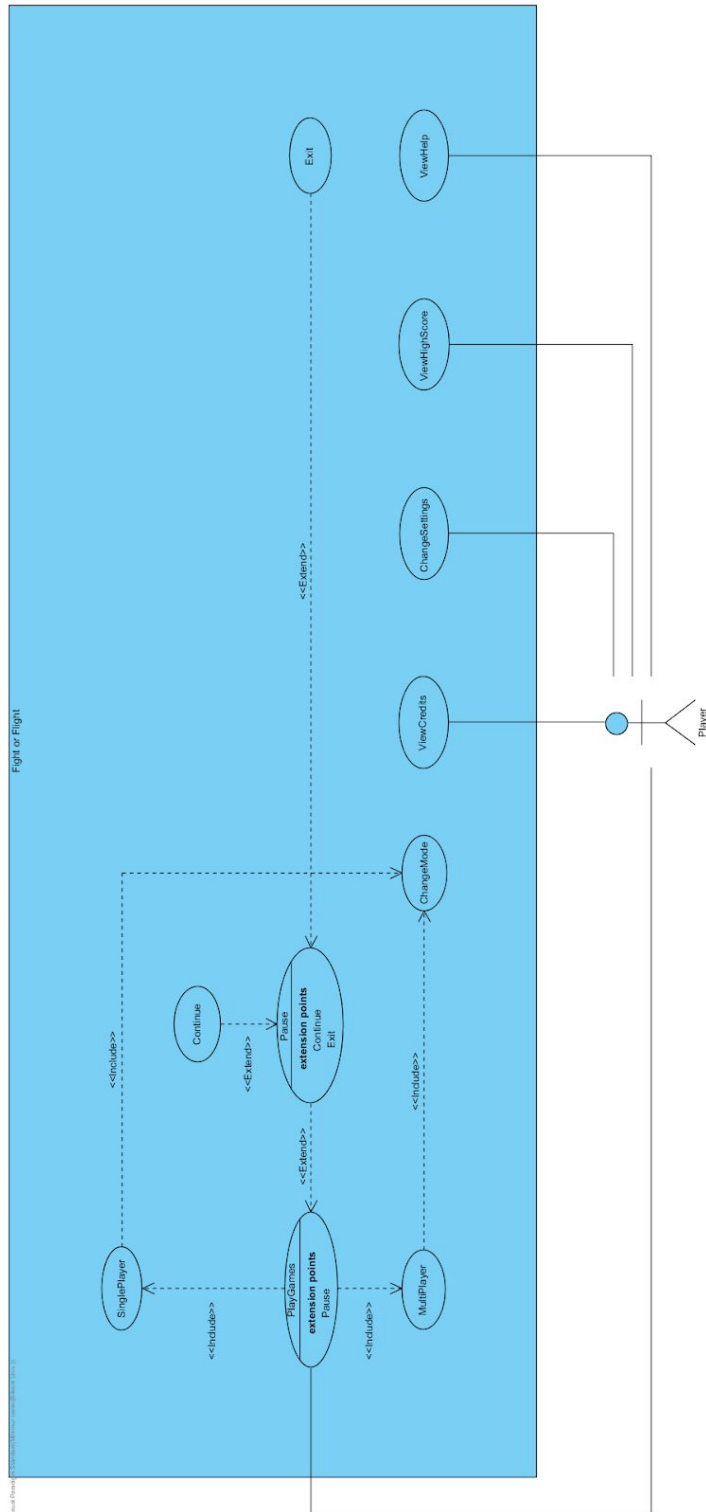 Fight or Flight
SinglePlayer
<<Include>>
Continue
<<Include>>
<<Extend>>
PlayGames
extension points
Pause
<<Extend>>
Pause
extension points
Continue
Exit
<<Extend>>
Exit
<<Include>>
MultiPlayer
<<Include>>
ChangeMode
ViewCredits
ChangeSettings
ViewHighScore
ViewHelp
Player